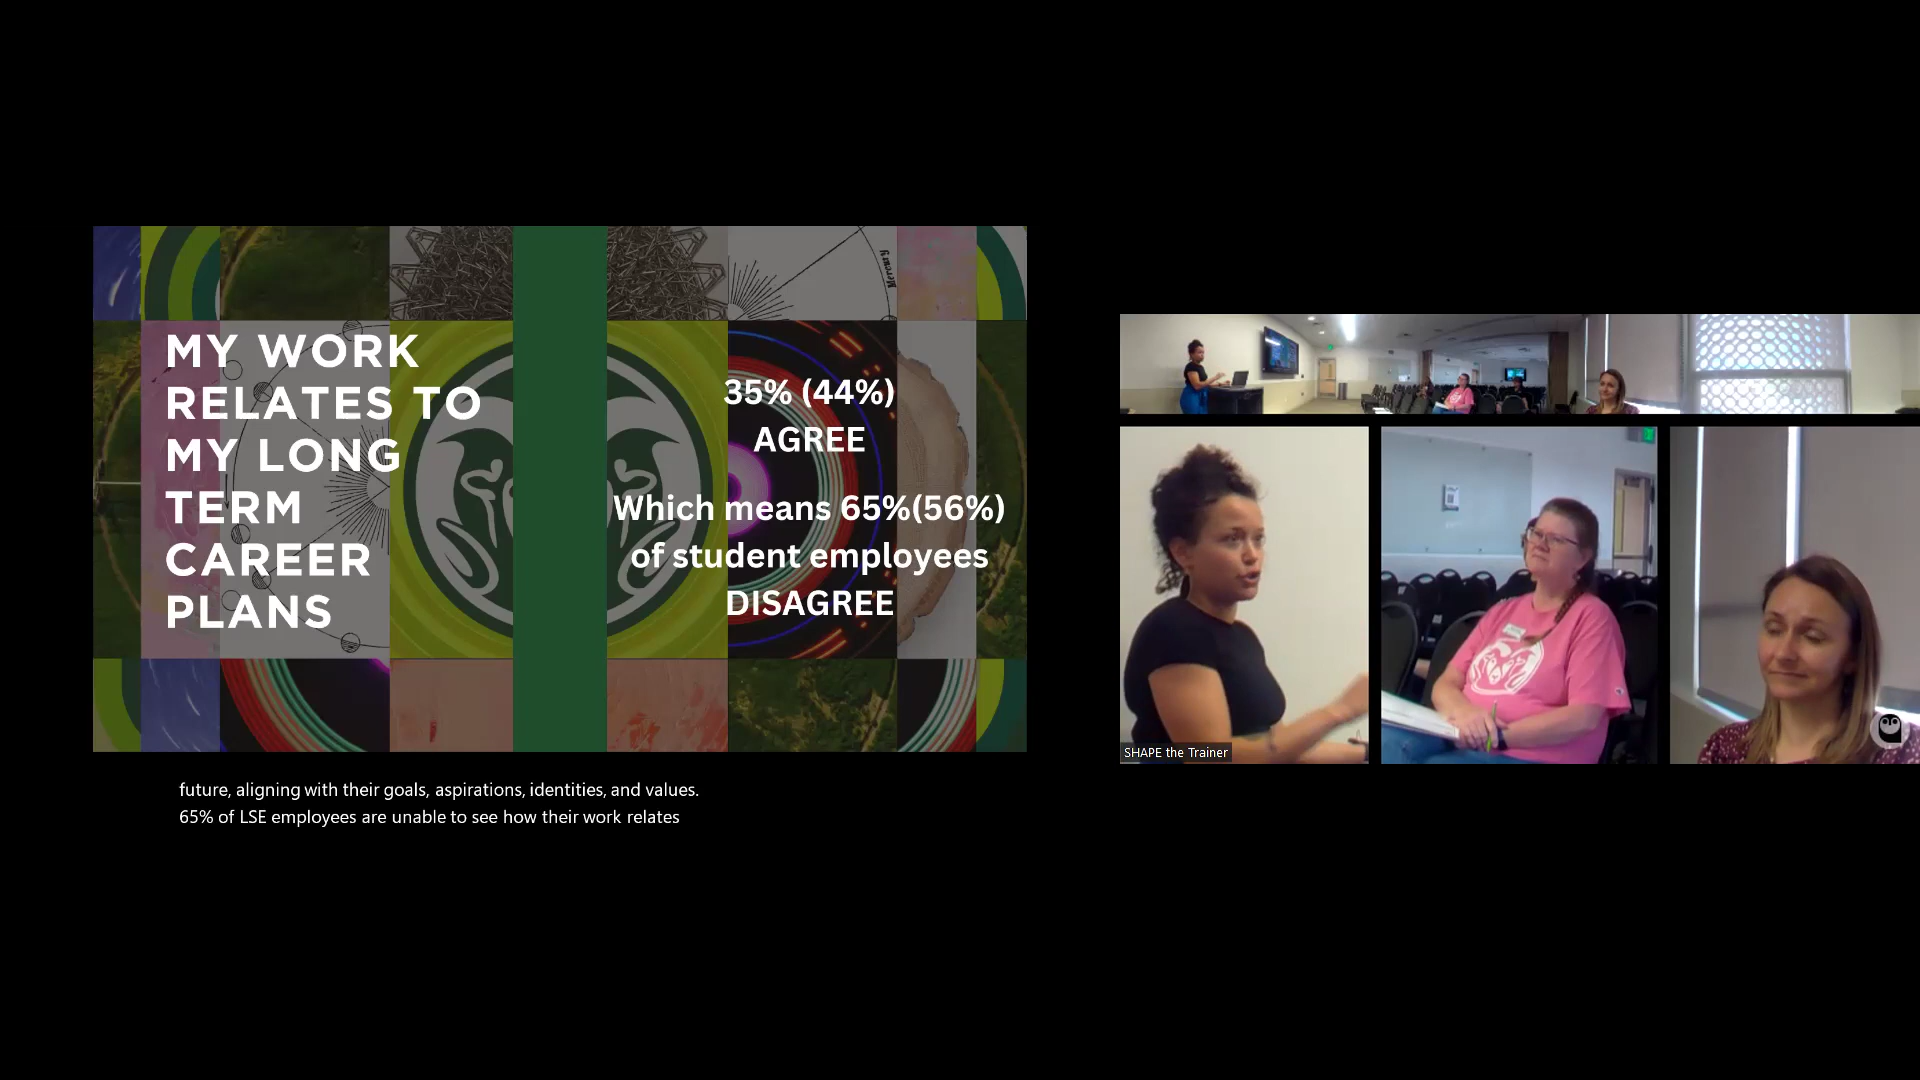 MY WORK
RELATES TO
MY LONG
TERM
CAREER
PLANS
35% (44%)
AGREE
Which means 65%(56%)
of student employees
DISAGREE
Mercury
future, aligning with their goals, aspirations, identities, and values.
65% of LSE employees are unable to see how their work relates
SHAPE the Trainer